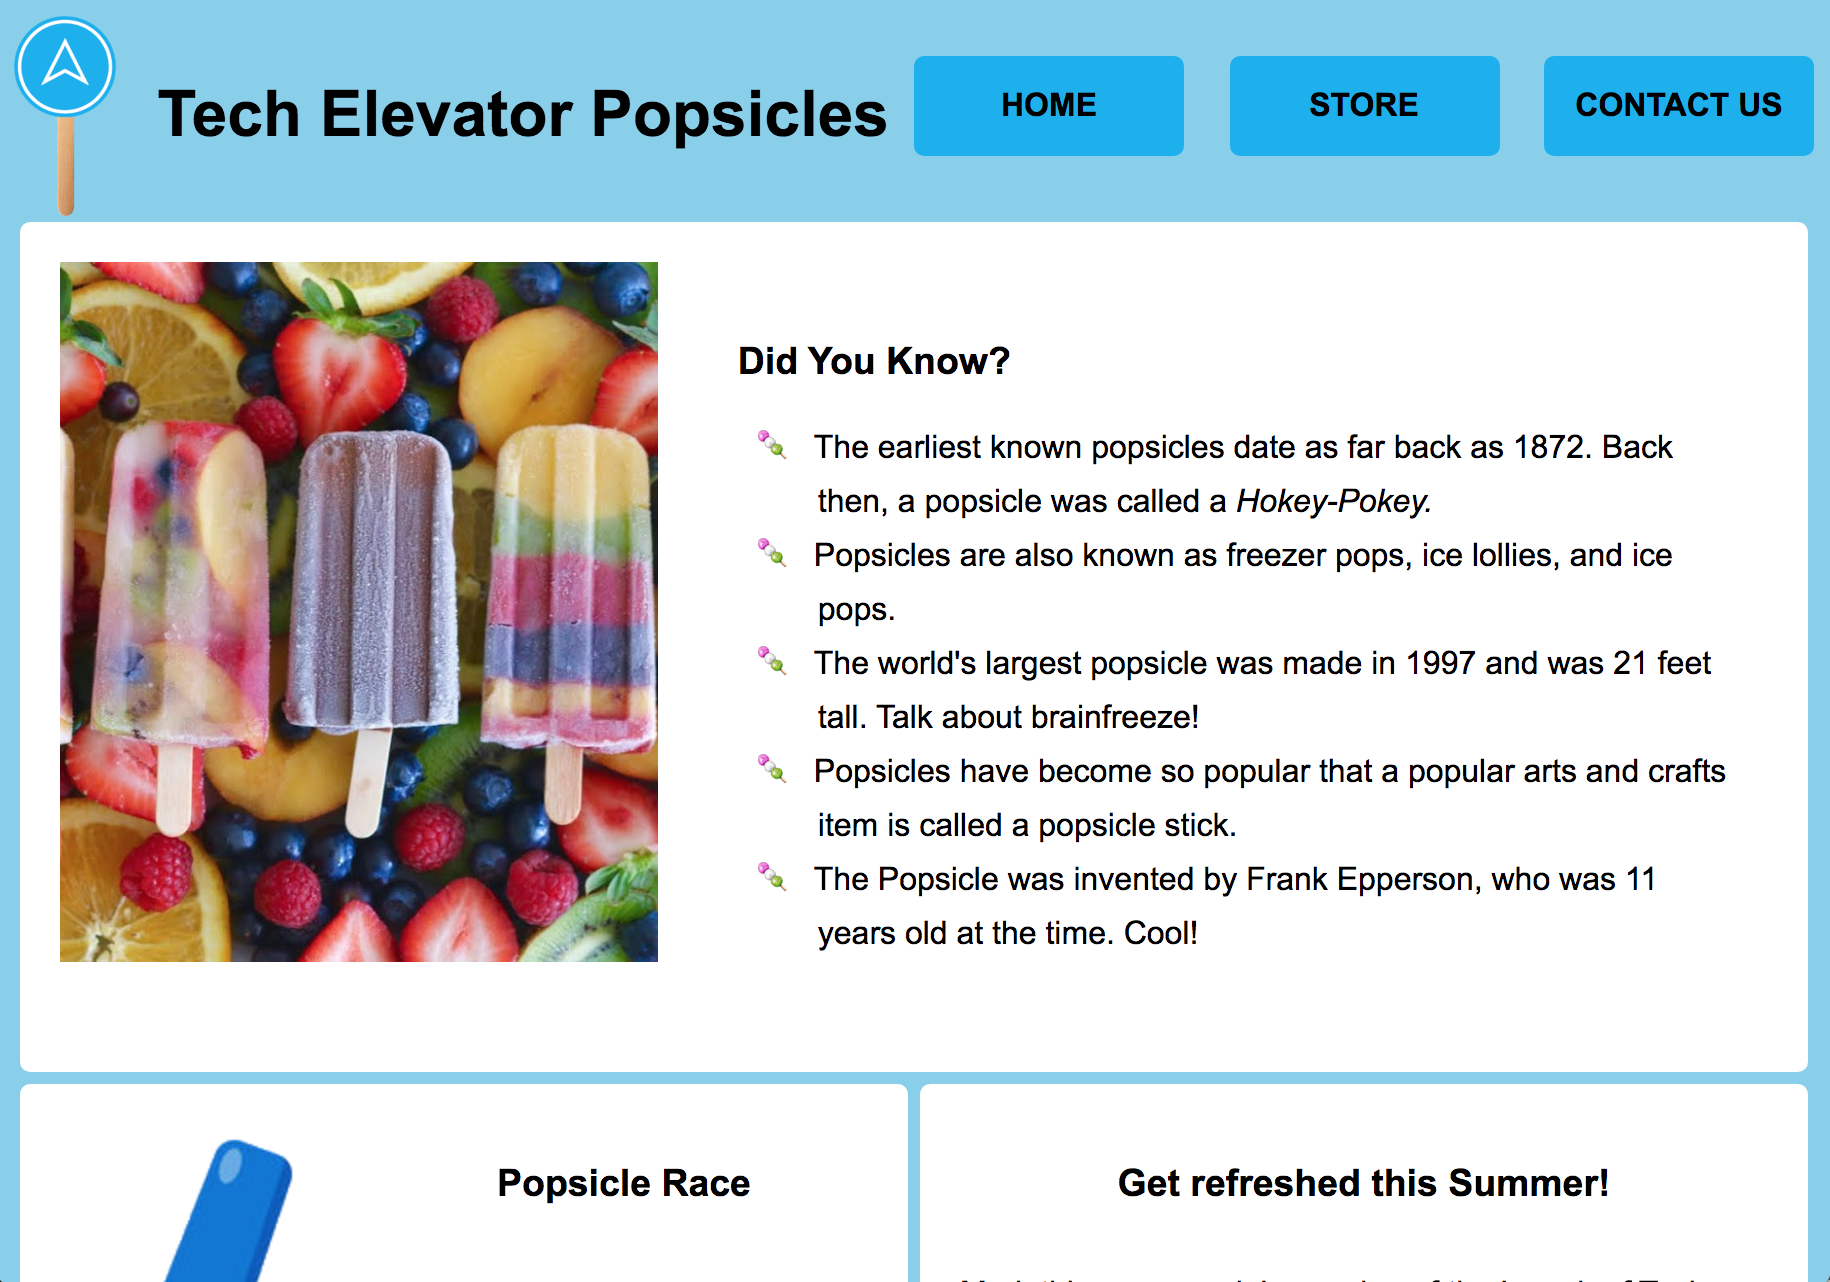 Tech Elevator Popsicles
HOME
STORE
CONTACT US
Did You Know?
The earliest known popsicles date as far back as 1872. Back
then, a popsicle was called a Hokey-Pokey.
Popsicles are also known as freezer pops, ice lollies, and ice
pops.
The world's largest popsicle was made in 1997 and was 21 feet
tall. Talk about brainfreeze!
Popsicles have become so popular that a popular arts and crafts
item is called a popsicle stick.
The Popsicle was invented by Frank Epperson, who was 11
years old at the time. Cool!
Popsicle Race
Get refreshed this Summer!